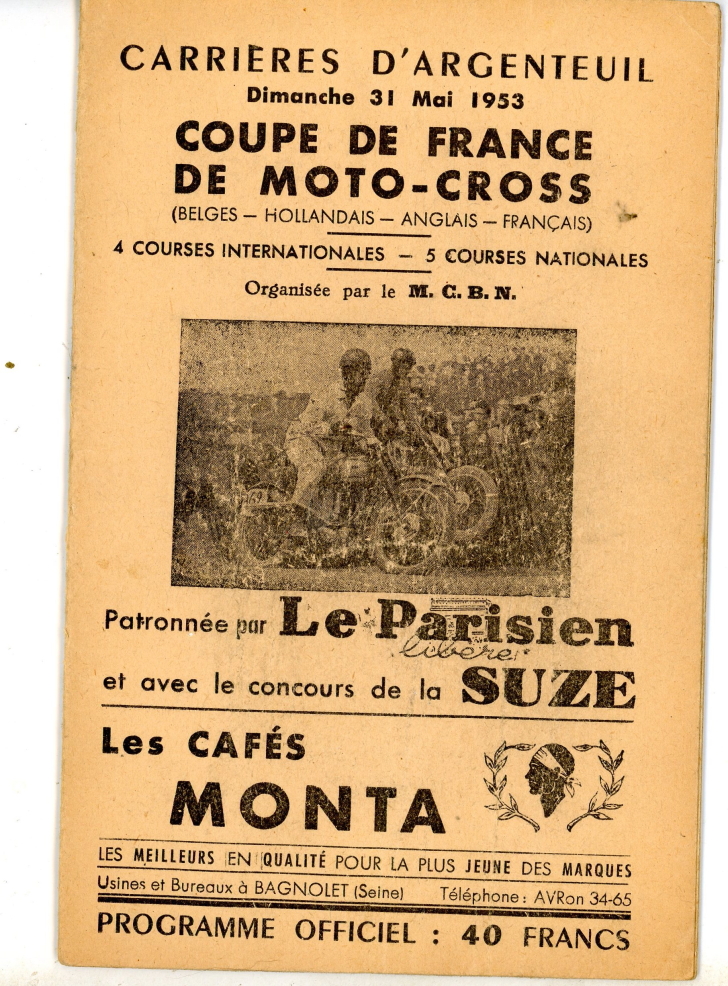 CARRIÈRES D'ARGENTEUIL
Dimanche 31 Mai 1953
COUPE DE FRANCE
DE MOTO-CROSS
(BELGES — HOLLANDAIS — ANGLAIS — FRANÇAIS)
4 COURSES INTERNATIONALES — 5 COURSES NATIONALES
Organisée par le M. C. B. N.
Patronnée par Le Parisien
libéré
et avec le concours de la SUZE
Les CAFÉS
MONTA
LES MEILLEURS EN QUALITÉ POUR LA PLUS JEUNE DES MARQUES
Usines et Bureaux à BAGNOLET (Seine) Téléphone : AVRon 34-65
PROGRAMME OFFICIEL : 40 FRANCS